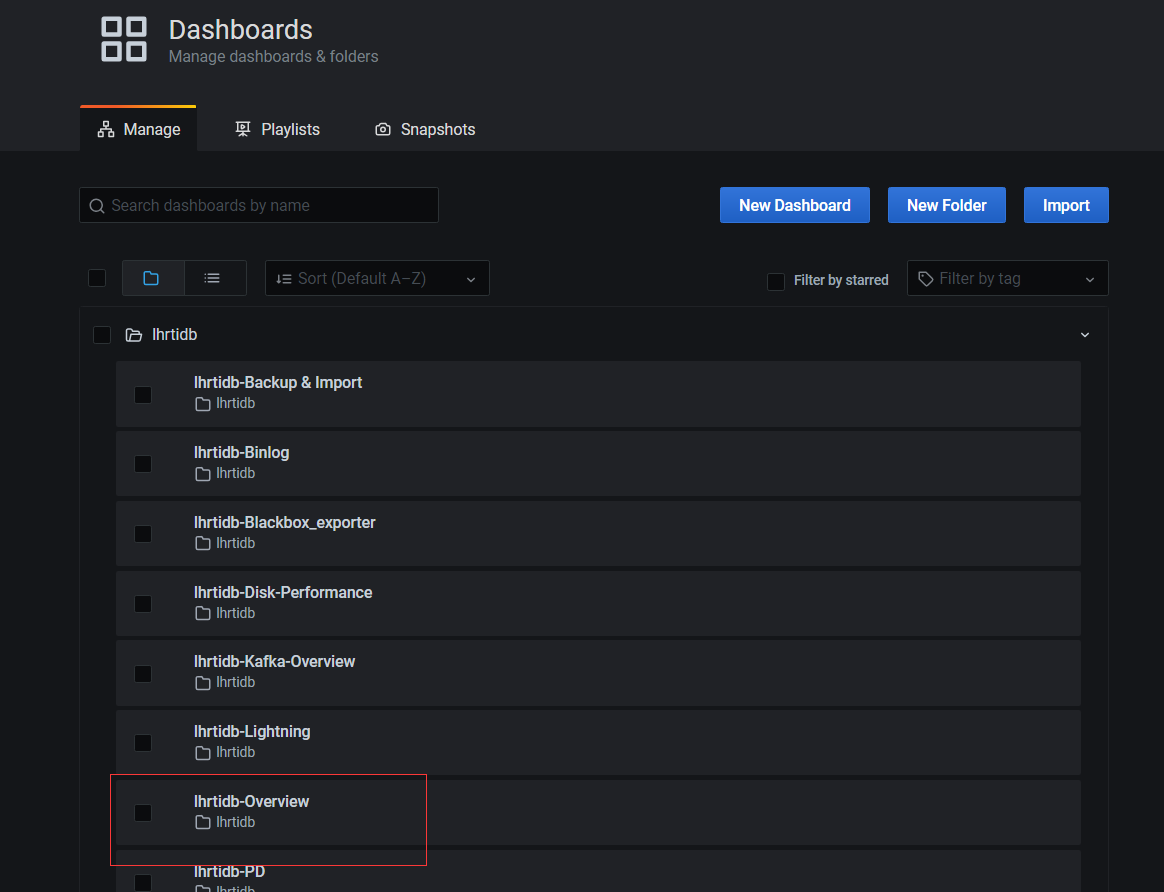 Dashboards
Manage dashboards & folders
Manage
Playlists
Snapshots
Search dashboards by name
New Dashboard
New Folder
Import
Sort (Default A–Z)
Filter by starred
Filter by tag
lhrtidb
lhrtidb-Backup & Import
lhrtidb
lhrtidb-Binlog
lhrtidb
lhrtidb-Blackbox_exporter
lhrtidb
lhrtidb-Disk-Performance
lhrtidb
lhrtidb-Kafka-Overview
lhrtidb
lhrtidb-Lightning
lhrtidb
lhrtidb-Overview
lhrtidb
lhrtidb-PD
lhrtidb